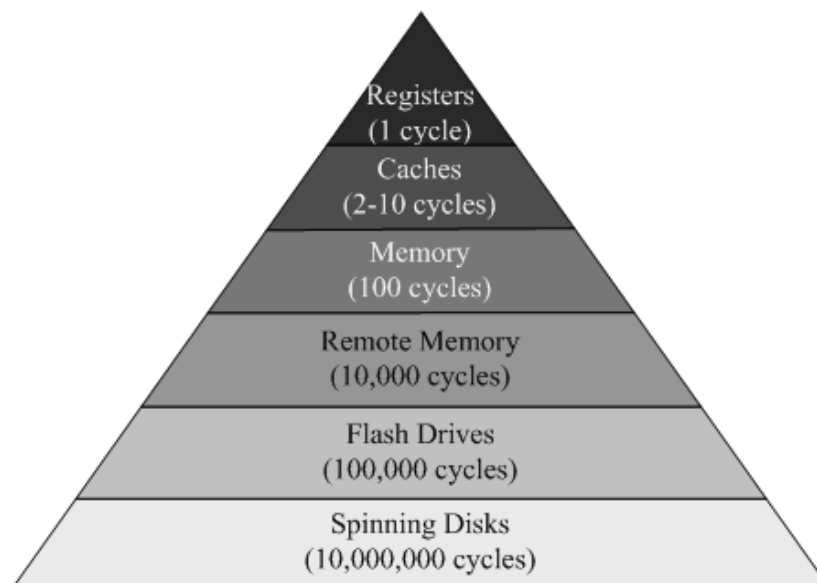 Registers
(1 cycle)
Caches
(2-10 cycles)
Memory
(100 cycles)
Remote Memory
(10,000 cycles)
Flash Drives
(100,000 cycles)
Spinning Disks
(10,000,000 cycles)